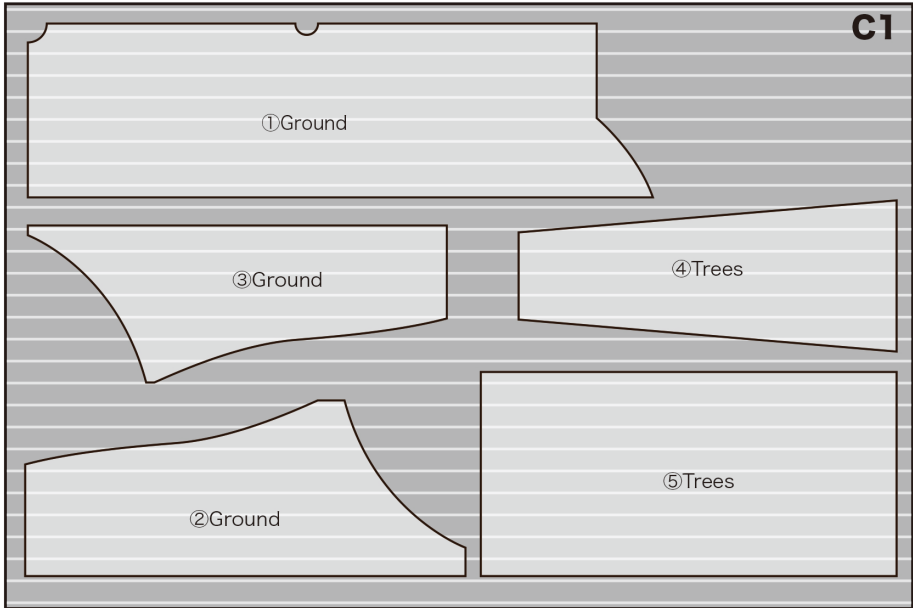 C1
①Ground
③Ground
④Trees
⑤Trees
②Ground